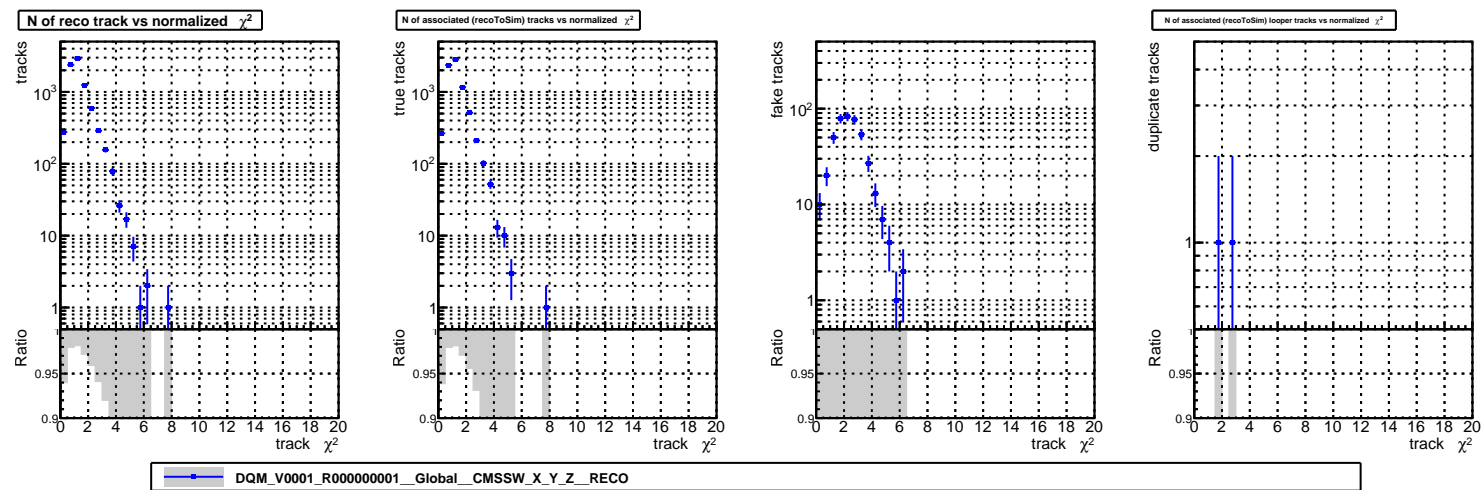 N of reco track vs normalized χ²
tracks
10³
10²
10
1
Ratio
1
0.95
0.9
0 2 4 6 8 10 12 14 16 18 20
track χ²
N of associated (recoToSim) tracks vs normalized χ²
true tracks
10³
10²
10
1
Ratio
1
0.95
0.9
0 2 4 6 8 10 12 14 16 18 20
track χ²
fake tracks
10²
10
1
Ratio
1
0.95
0.9
0 2 4 6 8 10 12 14 16 18 20
track χ²
N of associated (recoToSim) looper tracks vs normalized χ²
duplicate tracks
1
Ratio
1
0.95
0.9
0 2 4 6 8 10 12 14 16 18 20
track χ²
DQM_V0001_R000000001__Global__CMSSW_X_Y_Z__RECO